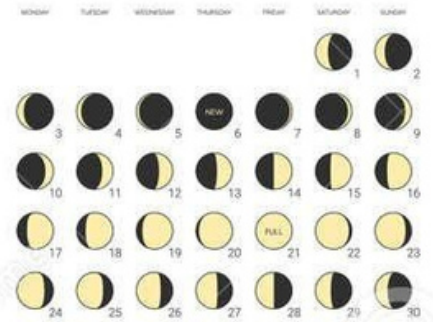 MONDAY TUESDAY WEDNESDAY THURSDAY FRIDAY SATURDAY SUNDAY
1 2
NEW
3 4 5 6 7 8 9
10 11 12 13 14 15 16
FULL
17 18 19 20 21 22 23
24 25 26 27 28 29 30